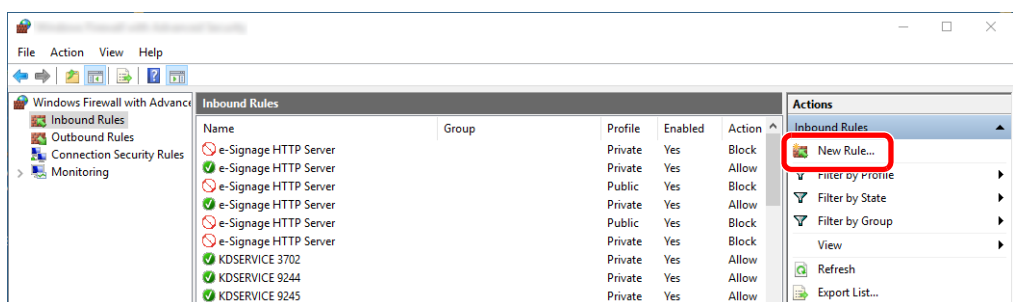 File Action View Help
Windows Firewall with Advance
Inbound Rules
Outbound Rules
Connection Security Rules
Monitoring
Inbound Rules
Name Group Profile Enabled Action
e-Signage HTTP Server Private Yes Block
e-Signage HTTP Server Private Yes Allow
e-Signage HTTP Server Public Yes Block
e-Signage HTTP Server Private Yes Allow
e-Signage HTTP Server Public Yes Block
e-Signage HTTP Server Private Yes Block
KDSERVICE 3702 Private Yes Allow
KDSERVICE 9244 Private Yes Allow
KDSERVICE 9245 Private Yes Allow
Actions
Inbound Rules
New Rule...
Filter by Profile
Filter by State
Filter by Group
View
Refresh
Export List...